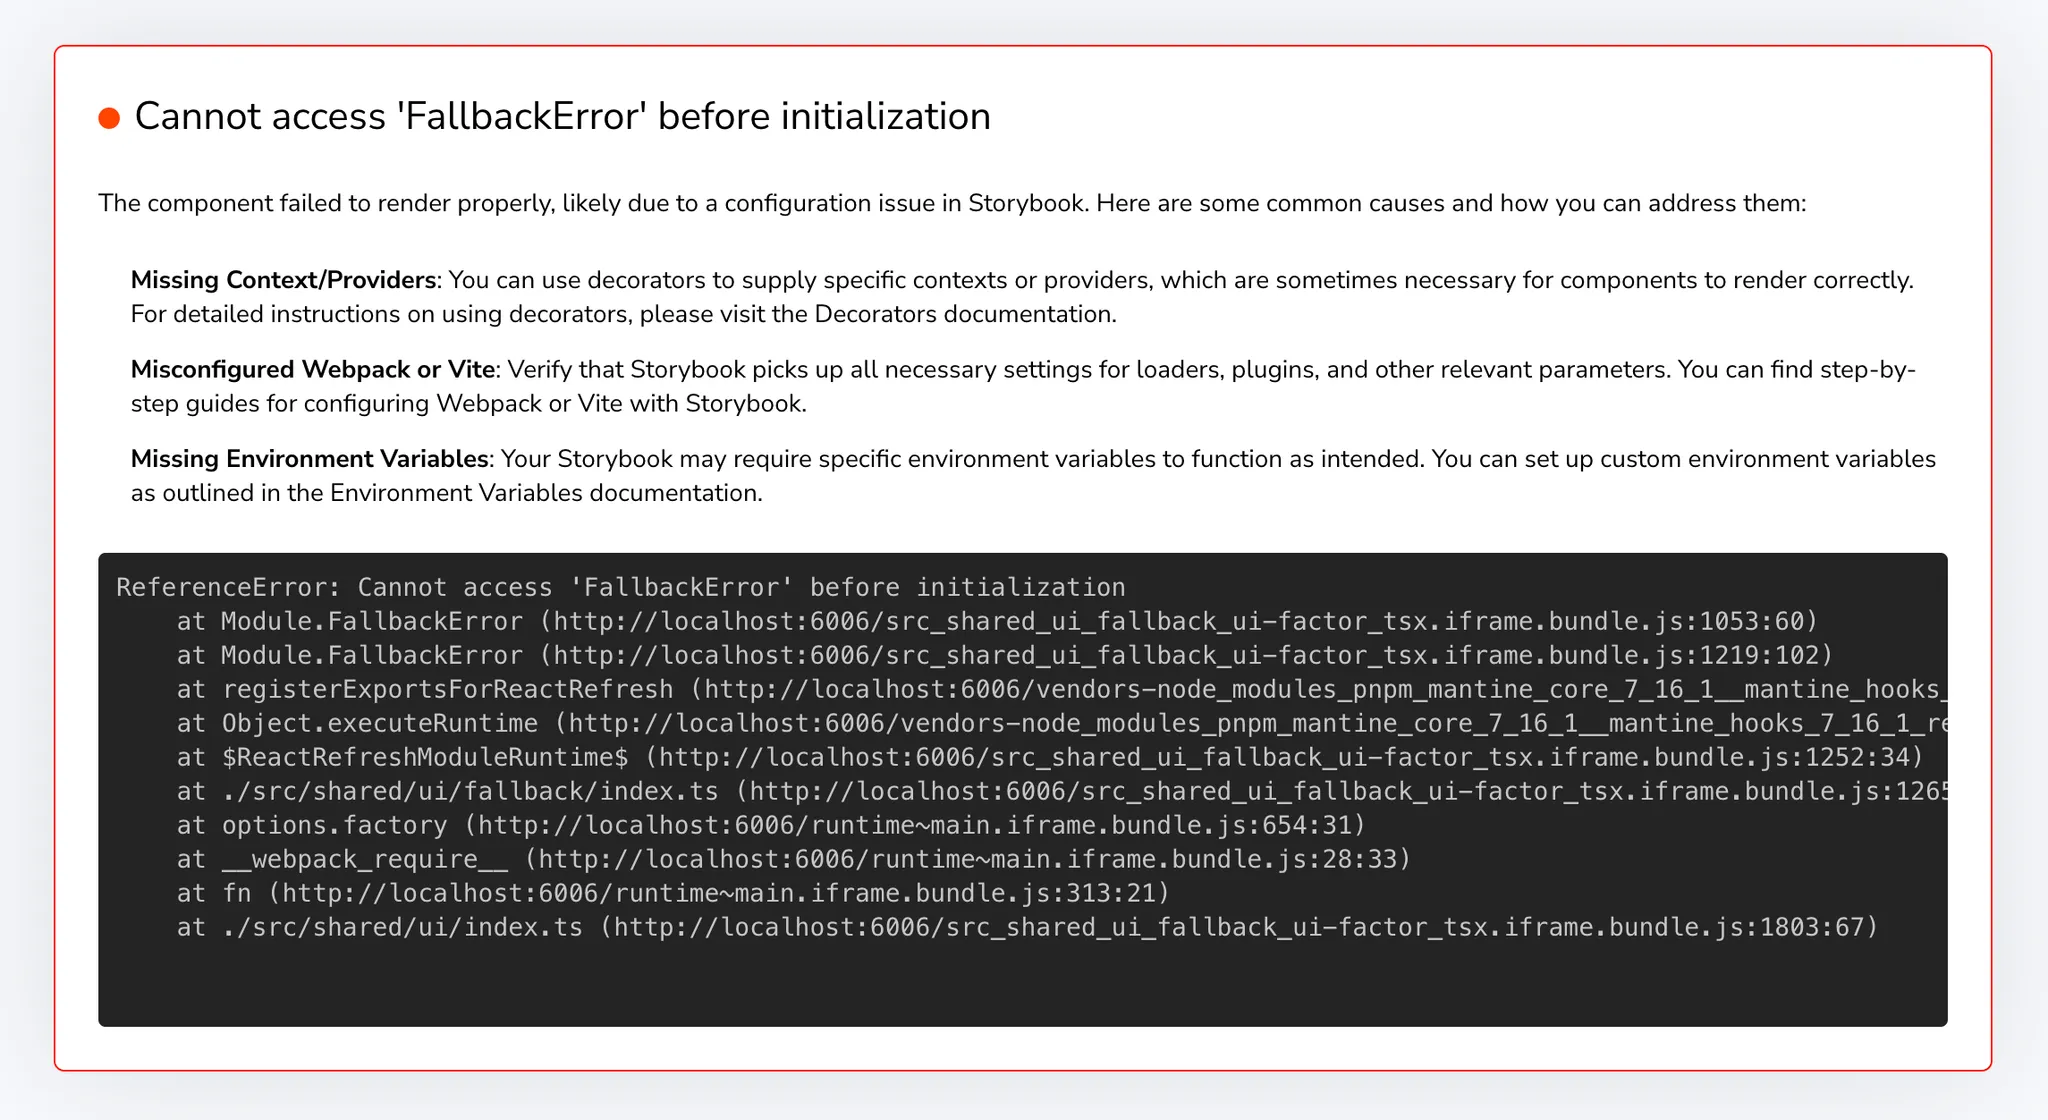 Cannot access 'FallbackError' before initialization
The component failed to render properly, likely due to a configuration issue in Storybook. Here are some common causes and how you can address them:
Missing Context/Providers: You can use decorators to supply specific contexts or providers, which are sometimes necessary for components to render correctly.
For detailed instructions on using decorators, please visit the Decorators documentation.
Misconfigured Webpack or Vite: Verify that Storybook picks up all necessary settings for loaders, plugins, and other relevant parameters. You can find step-by-
step guides for configuring Webpack or Vite with Storybook.
Missing Environment Variables: Your Storybook may require specific environment variables to function as intended. You can set up custom environment variables
as outlined in the Environment Variables documentation.
ReferenceError: Cannot access 'FallbackError' before initialization
    at Module.FallbackError (http://localhost:6006/src_shared_ui_fallback_ui-factor_tsx.iframe.bundle.js:1053:60)
    at Module.FallbackError (http://localhost:6006/src_shared_ui_fallback_ui-factor_tsx.iframe.bundle.js:1219:102)
    at registerExportsForReactRefresh (http://localhost:6006/vendors-node_modules_pnpm_mantine_core_7_16_1__mantine_hooks_
    at Object.executeRuntime (http://localhost:6006/vendors-node_modules_pnpm_mantine_core_7_16_1__mantine_hooks_7_16_1_re
    at $ReactRefreshModuleRuntime$ (http://localhost:6006/src_shared_ui_fallback_ui-factor_tsx.iframe.bundle.js:1252:34)
    at ./src/shared/ui/fallback/index.ts (http://localhost:6006/src_shared_ui_fallback_ui-factor_tsx.iframe.bundle.js:1265
    at options.factory (http://localhost:6006/runtime~main.iframe.bundle.js:654:31)
    at __webpack_require__ (http://localhost:6006/runtime~main.iframe.bundle.js:28:33)
    at fn (http://localhost:6006/runtime~main.iframe.bundle.js:313:21)
    at ./src/shared/ui/index.ts (http://localhost:6006/src_shared_ui_fallback_ui-factor_tsx.iframe.bundle.js:1803:67)